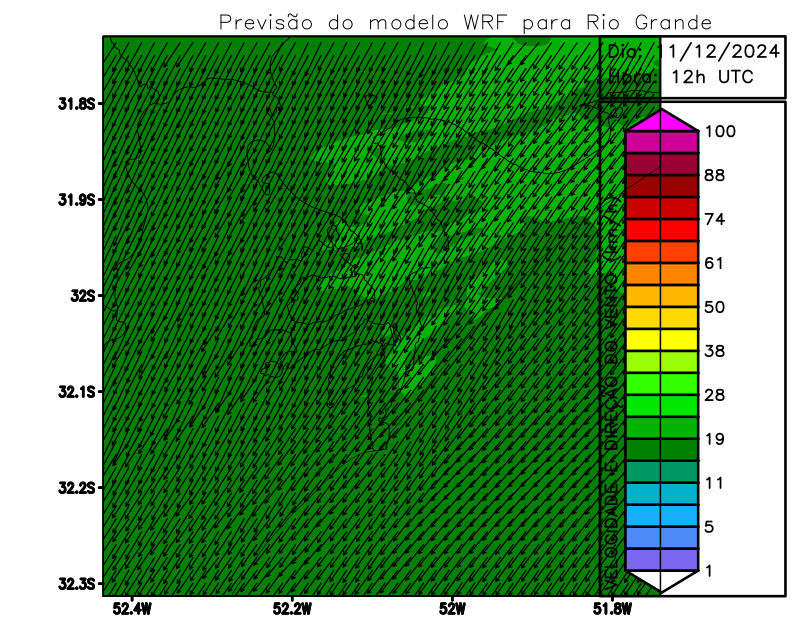 Previsão do modelo WRF para Rio Grande
Dia: 11/12/2024
Hora: 12h UTC
31.8S
31.9S
32S
32.1S
32.2S
32.3S
52.4W
52.2W
52W
51.8W
VELOCIDADE E DIREÇÃO DO VENTO (km/h)
100
88
74
61
50
38
28
19
11
5
1